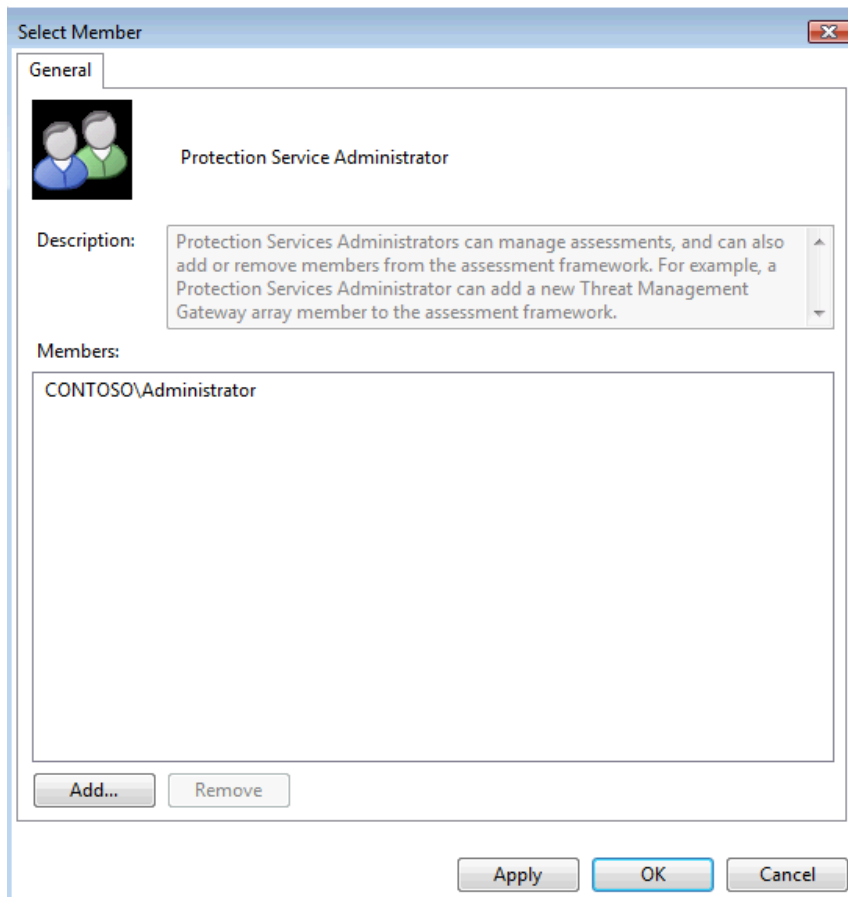 Select Member
General
Protection Service Administrator
Description:
Protection Services Administrators can manage assessments, and can also
add or remove members from the assessment framework. For example, a
Protection Services Administrator can add a new Threat Management
Gateway array member to the assessment framework.
Members:
CONTOSO\Administrator
Add...
Remove
Apply
OK
Cancel